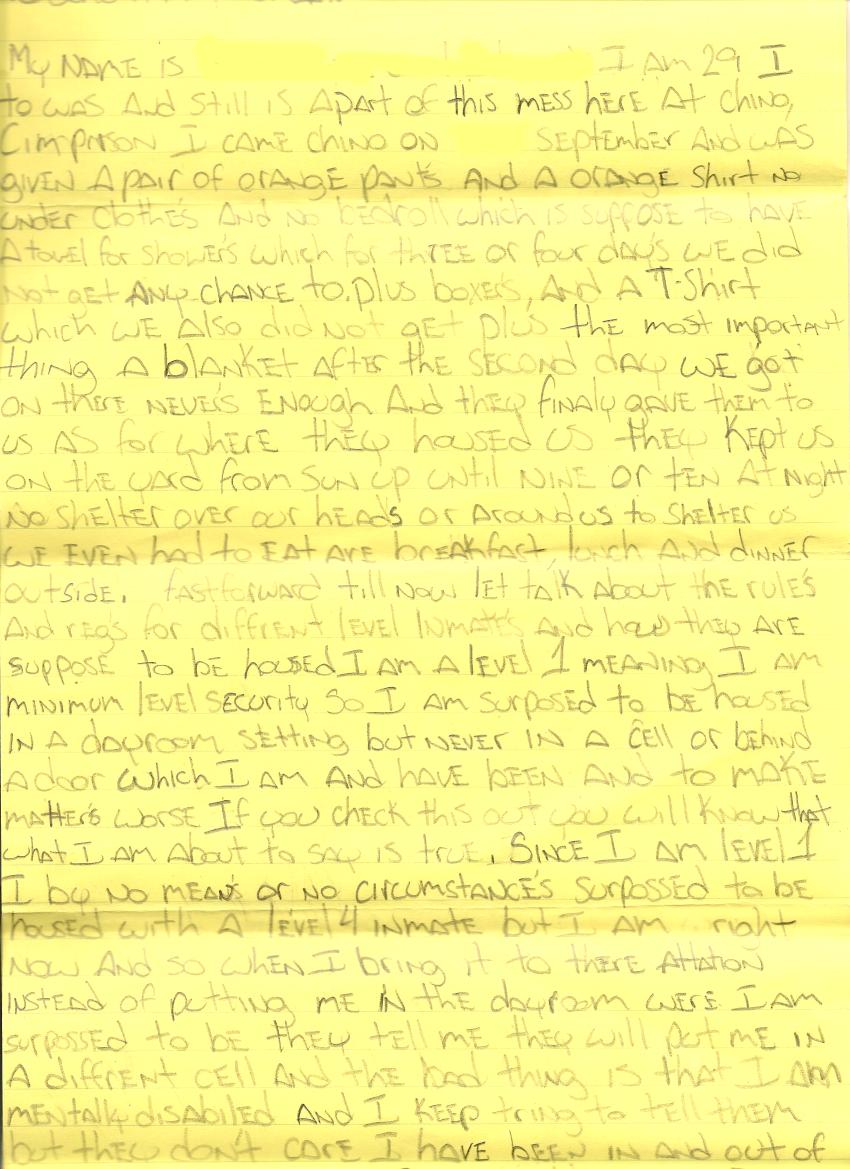 My NAME is I Am 29, I
to was And still is Apart of this mess here At chino,
Cim prison I came chino on September And was
given A pair of orange pants And A orange shirt no
under clothes And no bedroll which is suppose to have
A towel for shower's which for thREE or four day's we did
not get Any chance to. plus boxers, And A T-Shirt
which we Also did not get plus the most important
thing A blanket After the second day we got
on there never's Enough And they finaly gave them to
us As for where they housed us they kept us
on the yard from sun up until nine or ten At night
No shelter over our heads or Around us to shelter us
we even had to Eat are breakfast, lunch And dinner
outside. fastforward till now let talk About the rule's
And reg's for diffrent level Inmate's and how they Are
suppose to be housed I am A level 1 meaning I am
minimum level security So I am surposed to be housed
in A dayroom setting but never in a cell or behind
A door which I am And have been And to make
matter's worse If you check this out you will know that
what I am About to say is true. Since I am level 1
I by no mean's or no circumstance's surpossed to be
housed with A level 4 inmate but I am right
now And so when I bring it to there Attation
instead of putting me in the dayroom were I am
surpossed to be they tell me they will put me in
A diffrent cell And the bad thing is that I am
mentally disabiled And I keep tring to tell them
but they don't care I have been in and out of